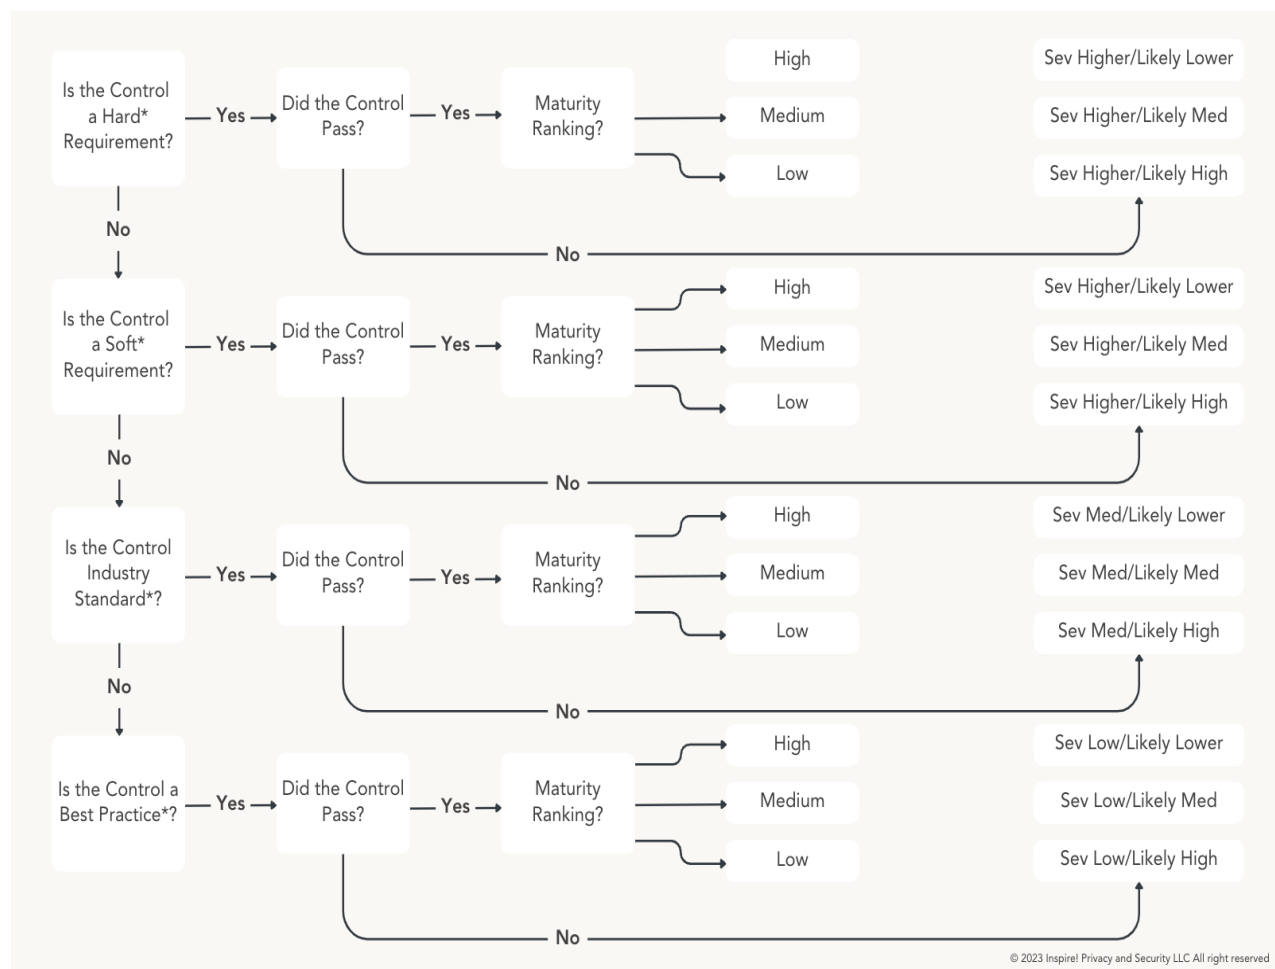 Is the Control
a Hard*
Requirement?
Yes
Did the Control
Pass?
Yes
Maturity
Ranking?
High
Medium
Low
Sev Higher/Likely Lower
Sev Higher/Likely Med
Sev Higher/Likely High
No
No
Is the Control
a Soft*
Requirement?
Yes
Did the Control
Pass?
Yes
Maturity
Ranking?
High
Medium
Low
Sev Higher/Likely Lower
Sev Higher/Likely Med
Sev Higher/Likely High
No
No
Is the Control
Industry
Standard*?
Yes
Did the Control
Pass?
Yes
Maturity
Ranking?
High
Medium
Low
Sev Med/Likely Lower
Sev Med/Likely Med
Sev Med/Likely High
No
No
Is the Control a
Best Practice*?
Yes
Did the Control
Pass?
Yes
Maturity
Ranking?
High
Medium
Low
Sev Low/Likely Lower
Sev Low/Likely Med
Sev Low/Likely High
No
© 2023 Inspire! Privacy and Security LLC All right reserved